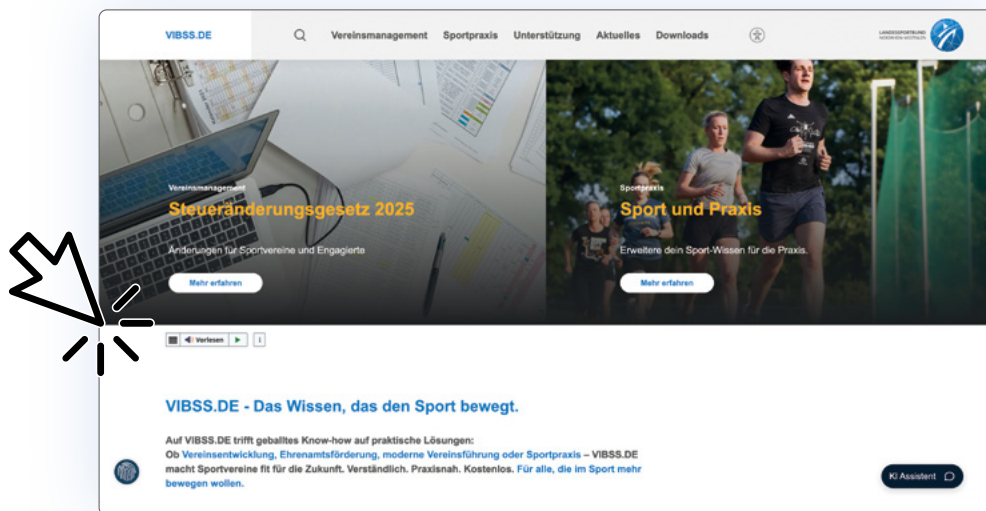 VIBSS.DE
Vereinsmanagement Sportpraxis Unterstützung Aktuelles Downloads
LANDESSPORTBUND
NORDRHEIN-WESTFALEN
Vereinsmanagement
Steueränderungsgesetz 2025
Änderungen für Sportvereine und Engagierte
Mehr erfahren
Sportpraxis
Sport und Praxis
Erweitere dein Sport-Wissen für die Praxis.
Mehr erfahren
Vorlesen
i
VIBSS.DE - Das Wissen, das den Sport bewegt.
Auf VIBSS.DE trifft geballtes Know-how auf praktische Lösungen:
Ob Vereinsentwicklung, Ehrenamtsförderung, moderne Vereinsführung oder Sportpraxis – VIBSS.DE
macht Sportvereine fit für die Zukunft. Verständlich. Praxisnah. Kostenlos. Für alle, die im Sport mehr
bewegen wollen.
KI Assistent